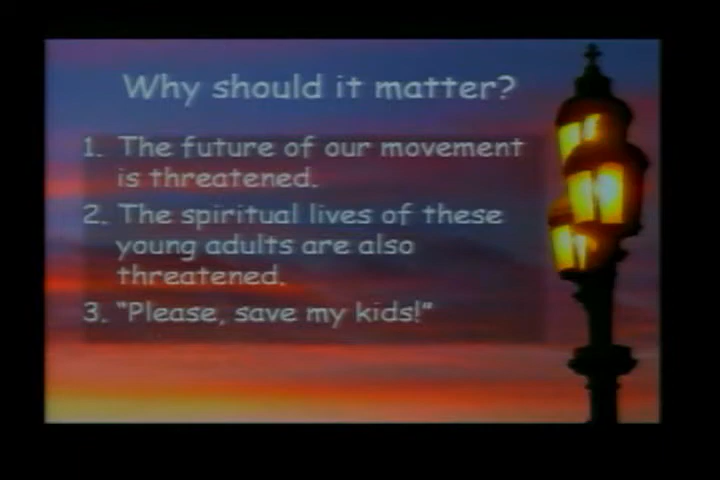 Why should it matter?
1. The future of our movement
is threatened.
2. The spiritual lives of these
young adults are also
threatened.
3. "Please, save my kids!"